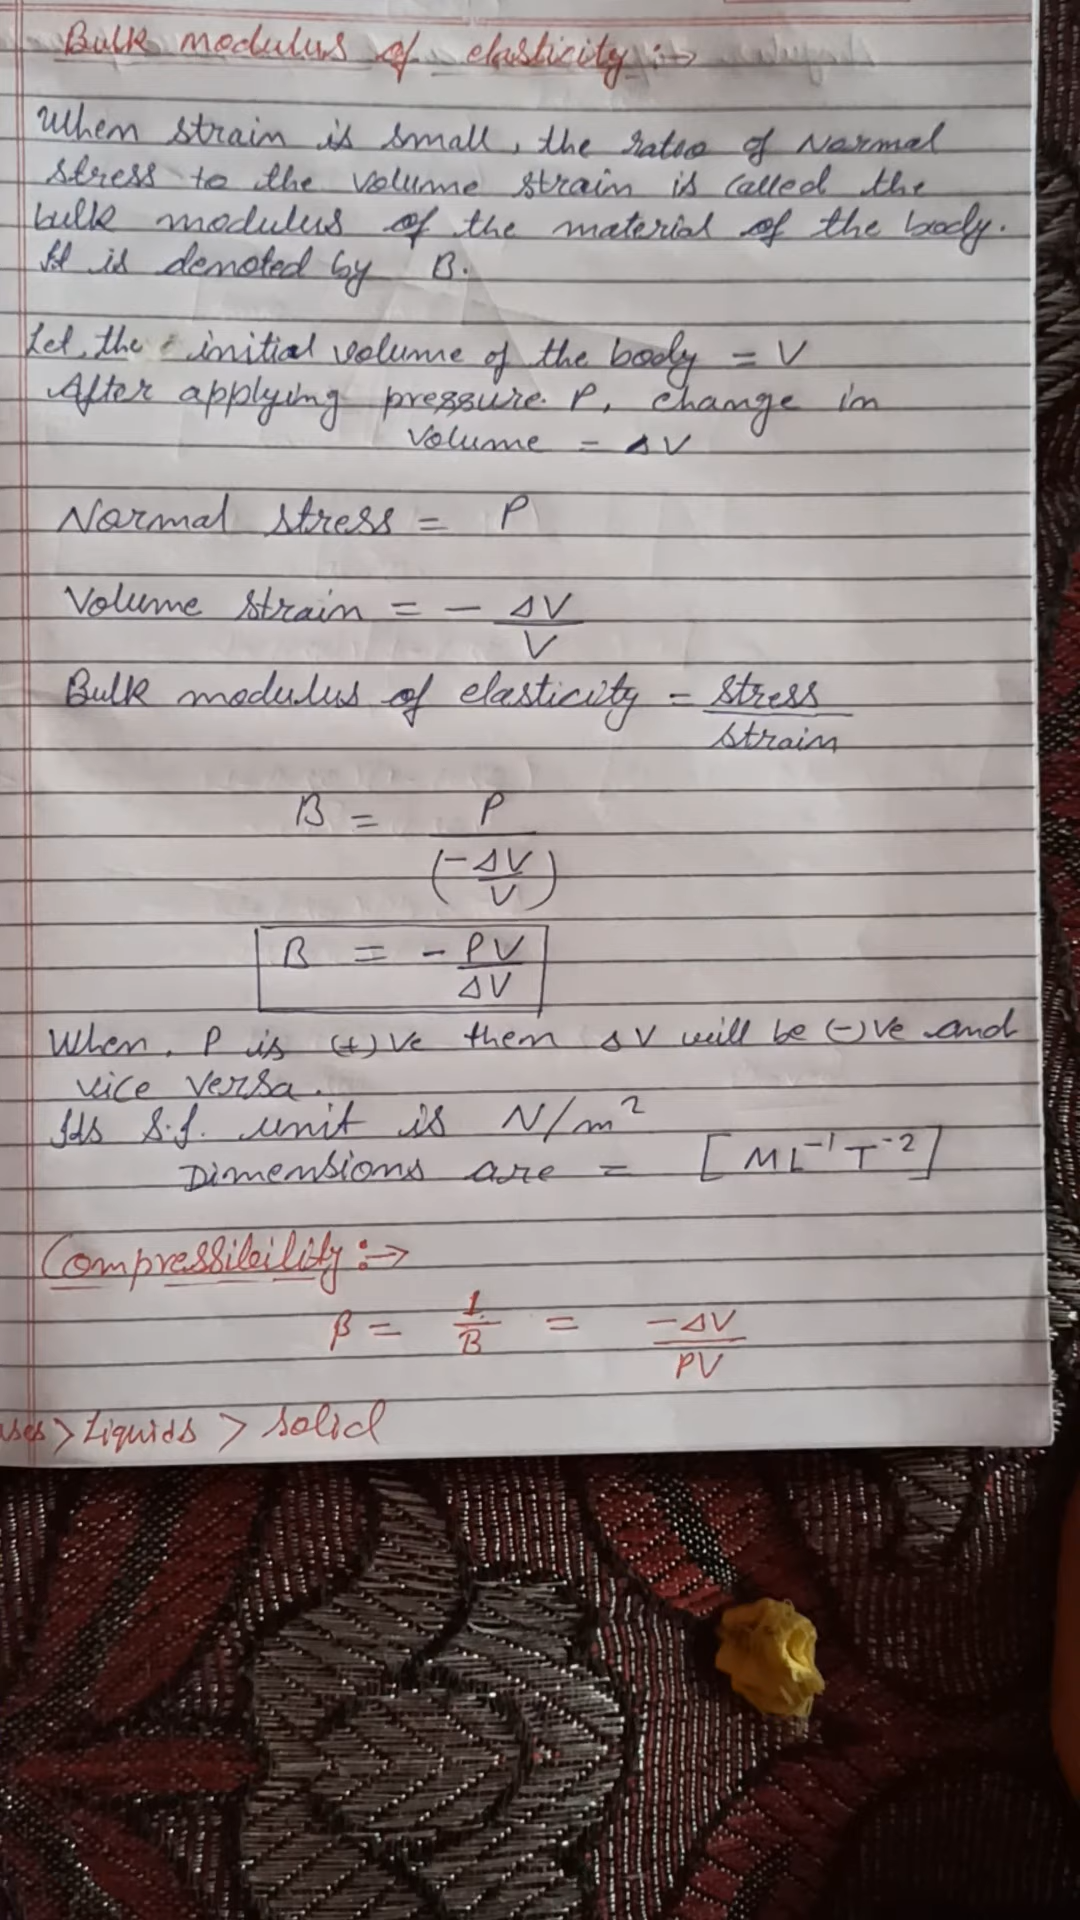 Bulk modulus of elasticity :→
When strain is small, the ratio of Normal
stress to the volume strain is called the
bulk modulus of the material of the body.
It is denoted by B.
Let, the initial volume of the body = V
After applying pressure P, change in
volume = ΔV
Normal stress = P
Volume strain = - ΔV/V
Bulk modulus of elasticity = stress/strain
B = P/(-ΔV/V)
B = - PV/ΔV
When, P is (+)ve then ΔV will be (-)ve and
vice versa.
Its S.I. unit is N/m²
Dimensions are = [ML⁻¹T⁻²]
Compressibility :→
β = 1/B = -ΔV/PV
> Liquids > solid